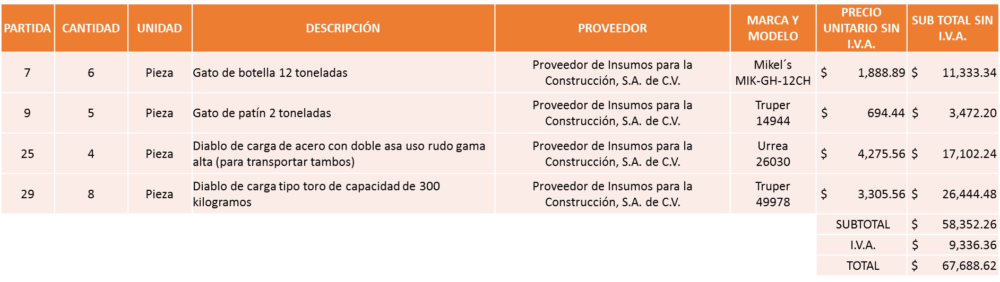 PARTIDA CANTIDAD UNIDAD DESCRIPCIÓN PROVEEDOR MARCA Y MODELO PRECIO UNITARIO SIN I.V.A. SUB TOTAL SIN I.V.A.
7 6 Pieza Gato de botella 12 toneladas Proveedor de Insumos para la Construcción, S.A. de C.V. Mikel´s MIK-GH-12CH $ 1,888.89 $ 11,333.34
9 5 Pieza Gato de patín 2 toneladas Proveedor de Insumos para la Construcción, S.A. de C.V. Truper 14944 $ 694.44 $ 3,472.20
25 4 Pieza Diablo de carga de acero con doble asa uso rudo gama alta (para transportar tambos) Proveedor de Insumos para la Construcción, S.A. de C.V. Urrea 26030 $ 4,275.56 $ 17,102.24
29 8 Pieza Diablo de carga tipo toro de capacidad de 300 kilogramos Proveedor de Insumos para la Construcción, S.A. de C.V. Truper 49978 $ 3,305.56 $ 26,444.48
SUBTOTAL $ 58,352.26
I.V.A. $ 9,336.36
TOTAL $ 67,688.62